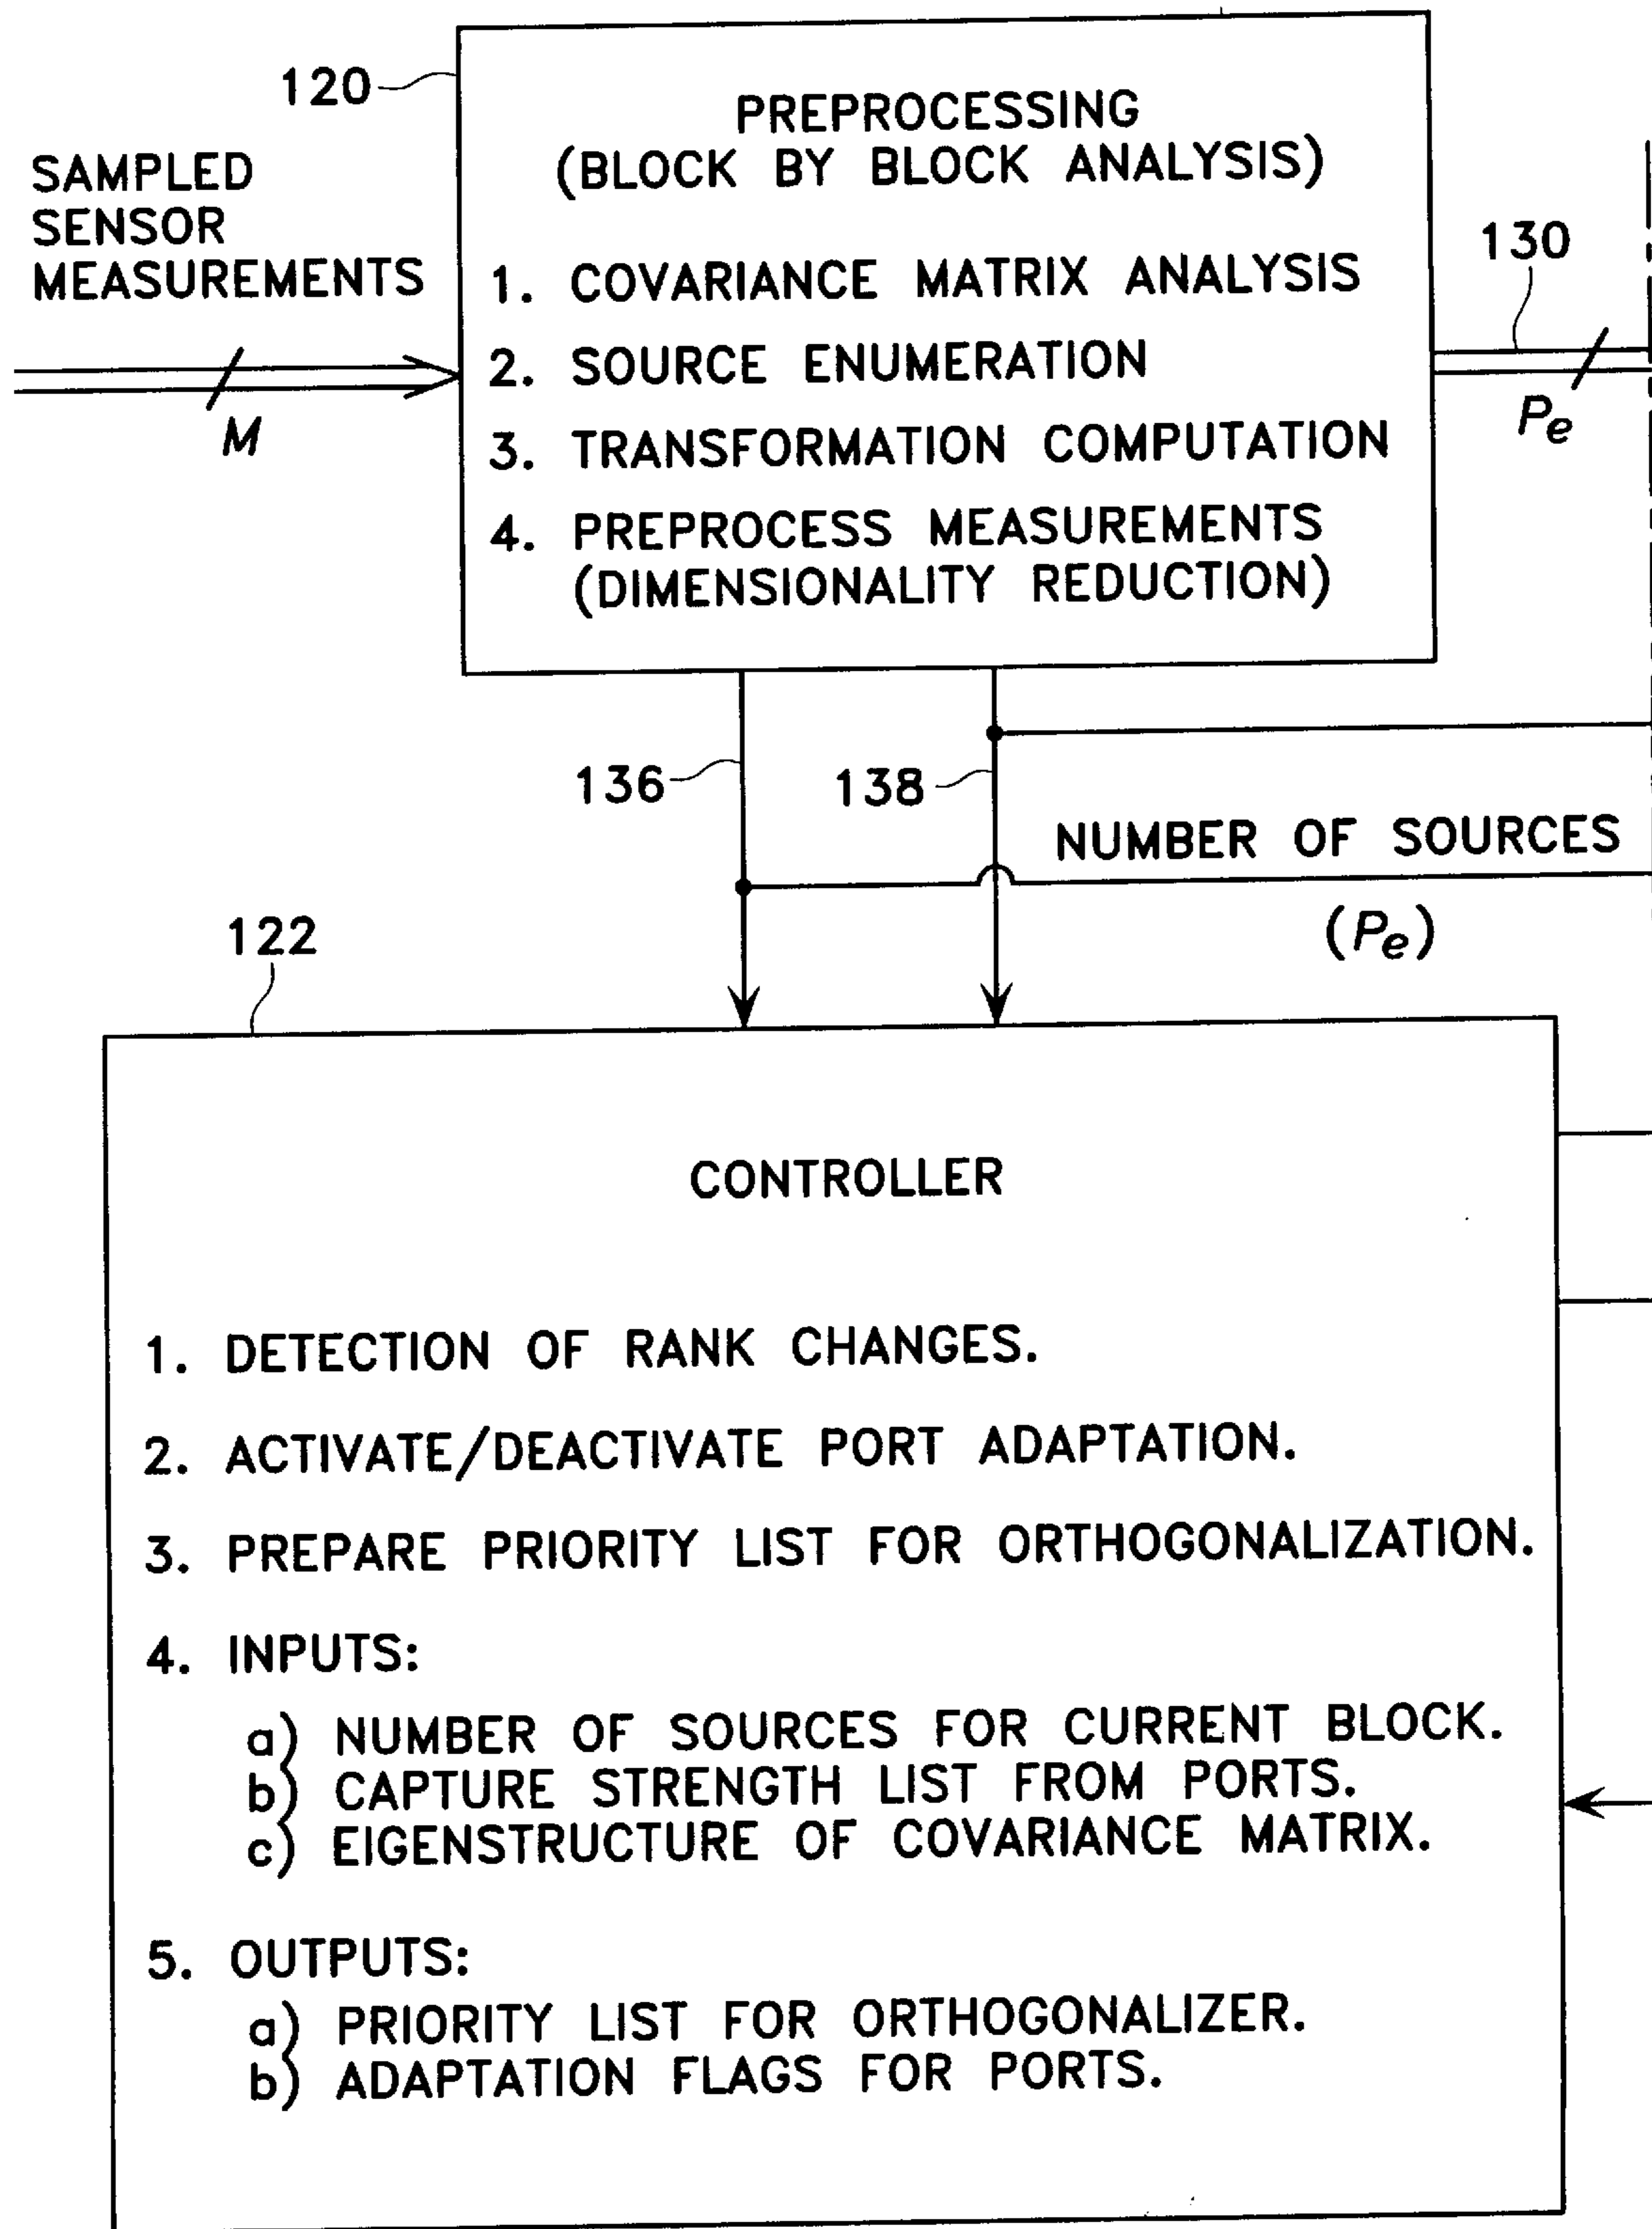 120
PREPROCESSING
(BLOCK BY BLOCK ANALYSIS)
SAMPLED
SENSOR
MEASUREMENTS
M
1. COVARIANCE MATRIX ANALYSIS
2. SOURCE ENUMERATION
3. TRANSFORMATION COMPUTATION
4. PREPROCESS MEASUREMENTS
(DIMENSIONALITY REDUCTION)
130
Pe
136
138
NUMBER OF SOURCES
(Pe)
122
CONTROLLER
1. DETECTION OF RANK CHANGES.
2. ACTIVATE/DEACTIVATE PORT ADAPTATION.
3. PREPARE PRIORITY LIST FOR ORTHOGONALIZATION.
4. INPUTS:
a) NUMBER OF SOURCES FOR CURRENT BLOCK.
b) CAPTURE STRENGTH LIST FROM PORTS.
c) EIGENSTRUCTURE OF COVARIANCE MATRIX.
5. OUTPUTS:
a) PRIORITY LIST FOR ORTHOGONALIZER.
b) ADAPTATION FLAGS FOR PORTS.